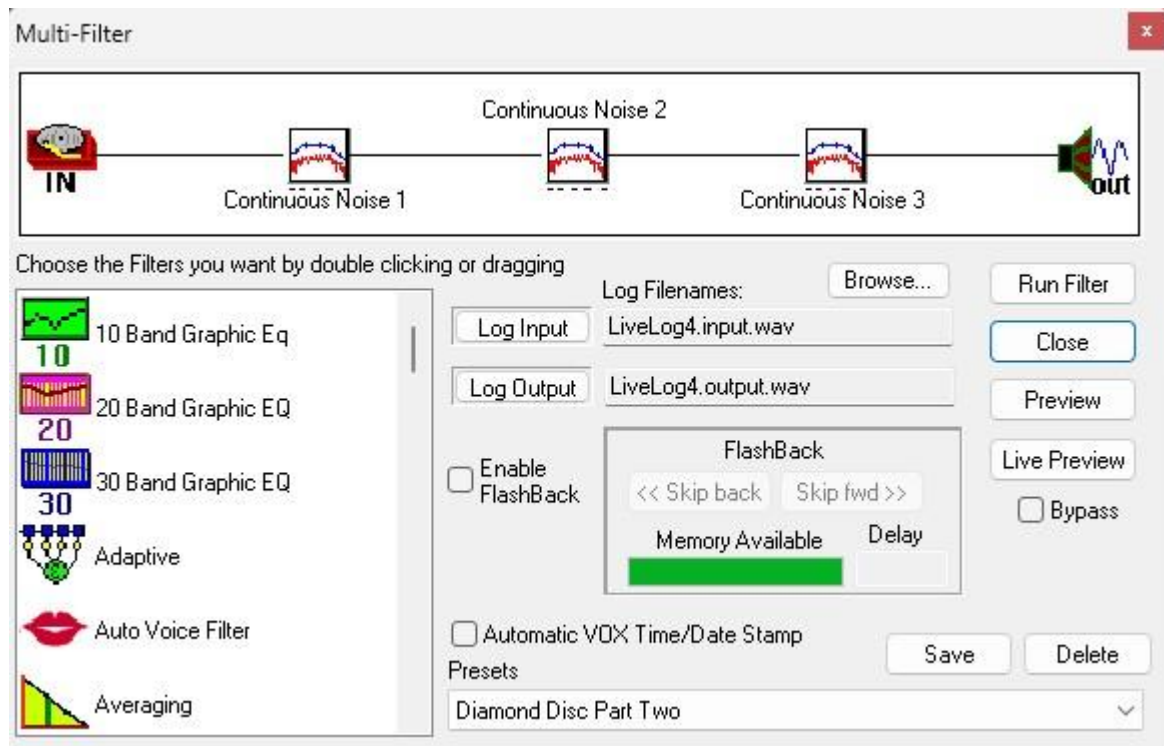 Multi-Filter
x
Continuous Noise 2
IN
out
Continuous Noise 1
Continuous Noise 3
Choose the Filters you want by double clicking or dragging
10
10 Band Graphic Eq
20
20 Band Graphic EQ
30
30 Band Graphic EQ
Adaptive
Auto Voice Filter
Averaging
Log Filenames:
Browse...
Log Input
LiveLog4.input.wav
Log Output
LiveLog4.output.wav
Enable
FlashBack
FlashBack
<< Skip back
Skip fwd >>
Memory Available
Delay
Run Filter
Close
Preview
Live Preview
Bypass
Automatic VOX Time/Date Stamp
Save
Delete
Presets
Diamond Disc Part Two